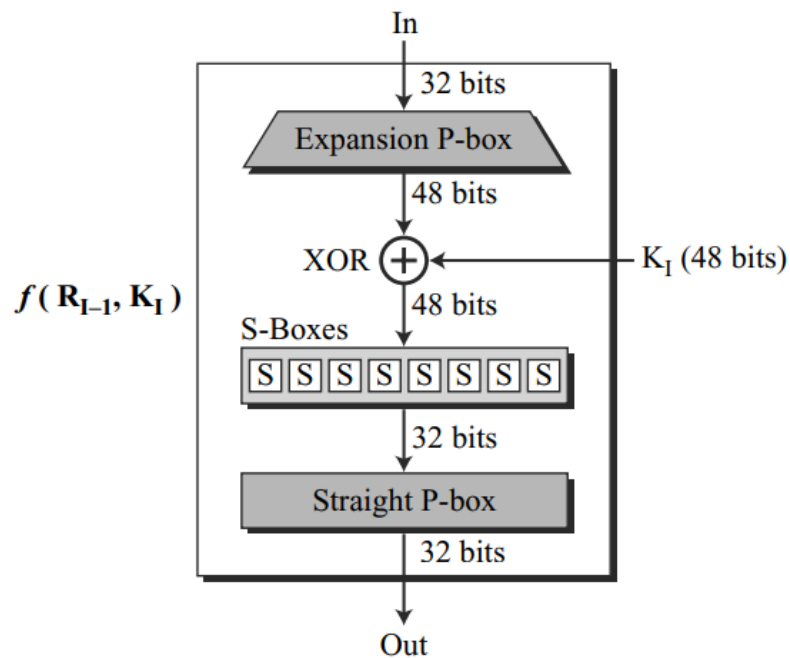 In
32 bits
Expansion P-box
48 bits
XOR
K_I (48 bits)
f ( R_I–1, K_I )
48 bits
S-Boxes
S S S S S S S S
32 bits
Straight P-box
32 bits
Out